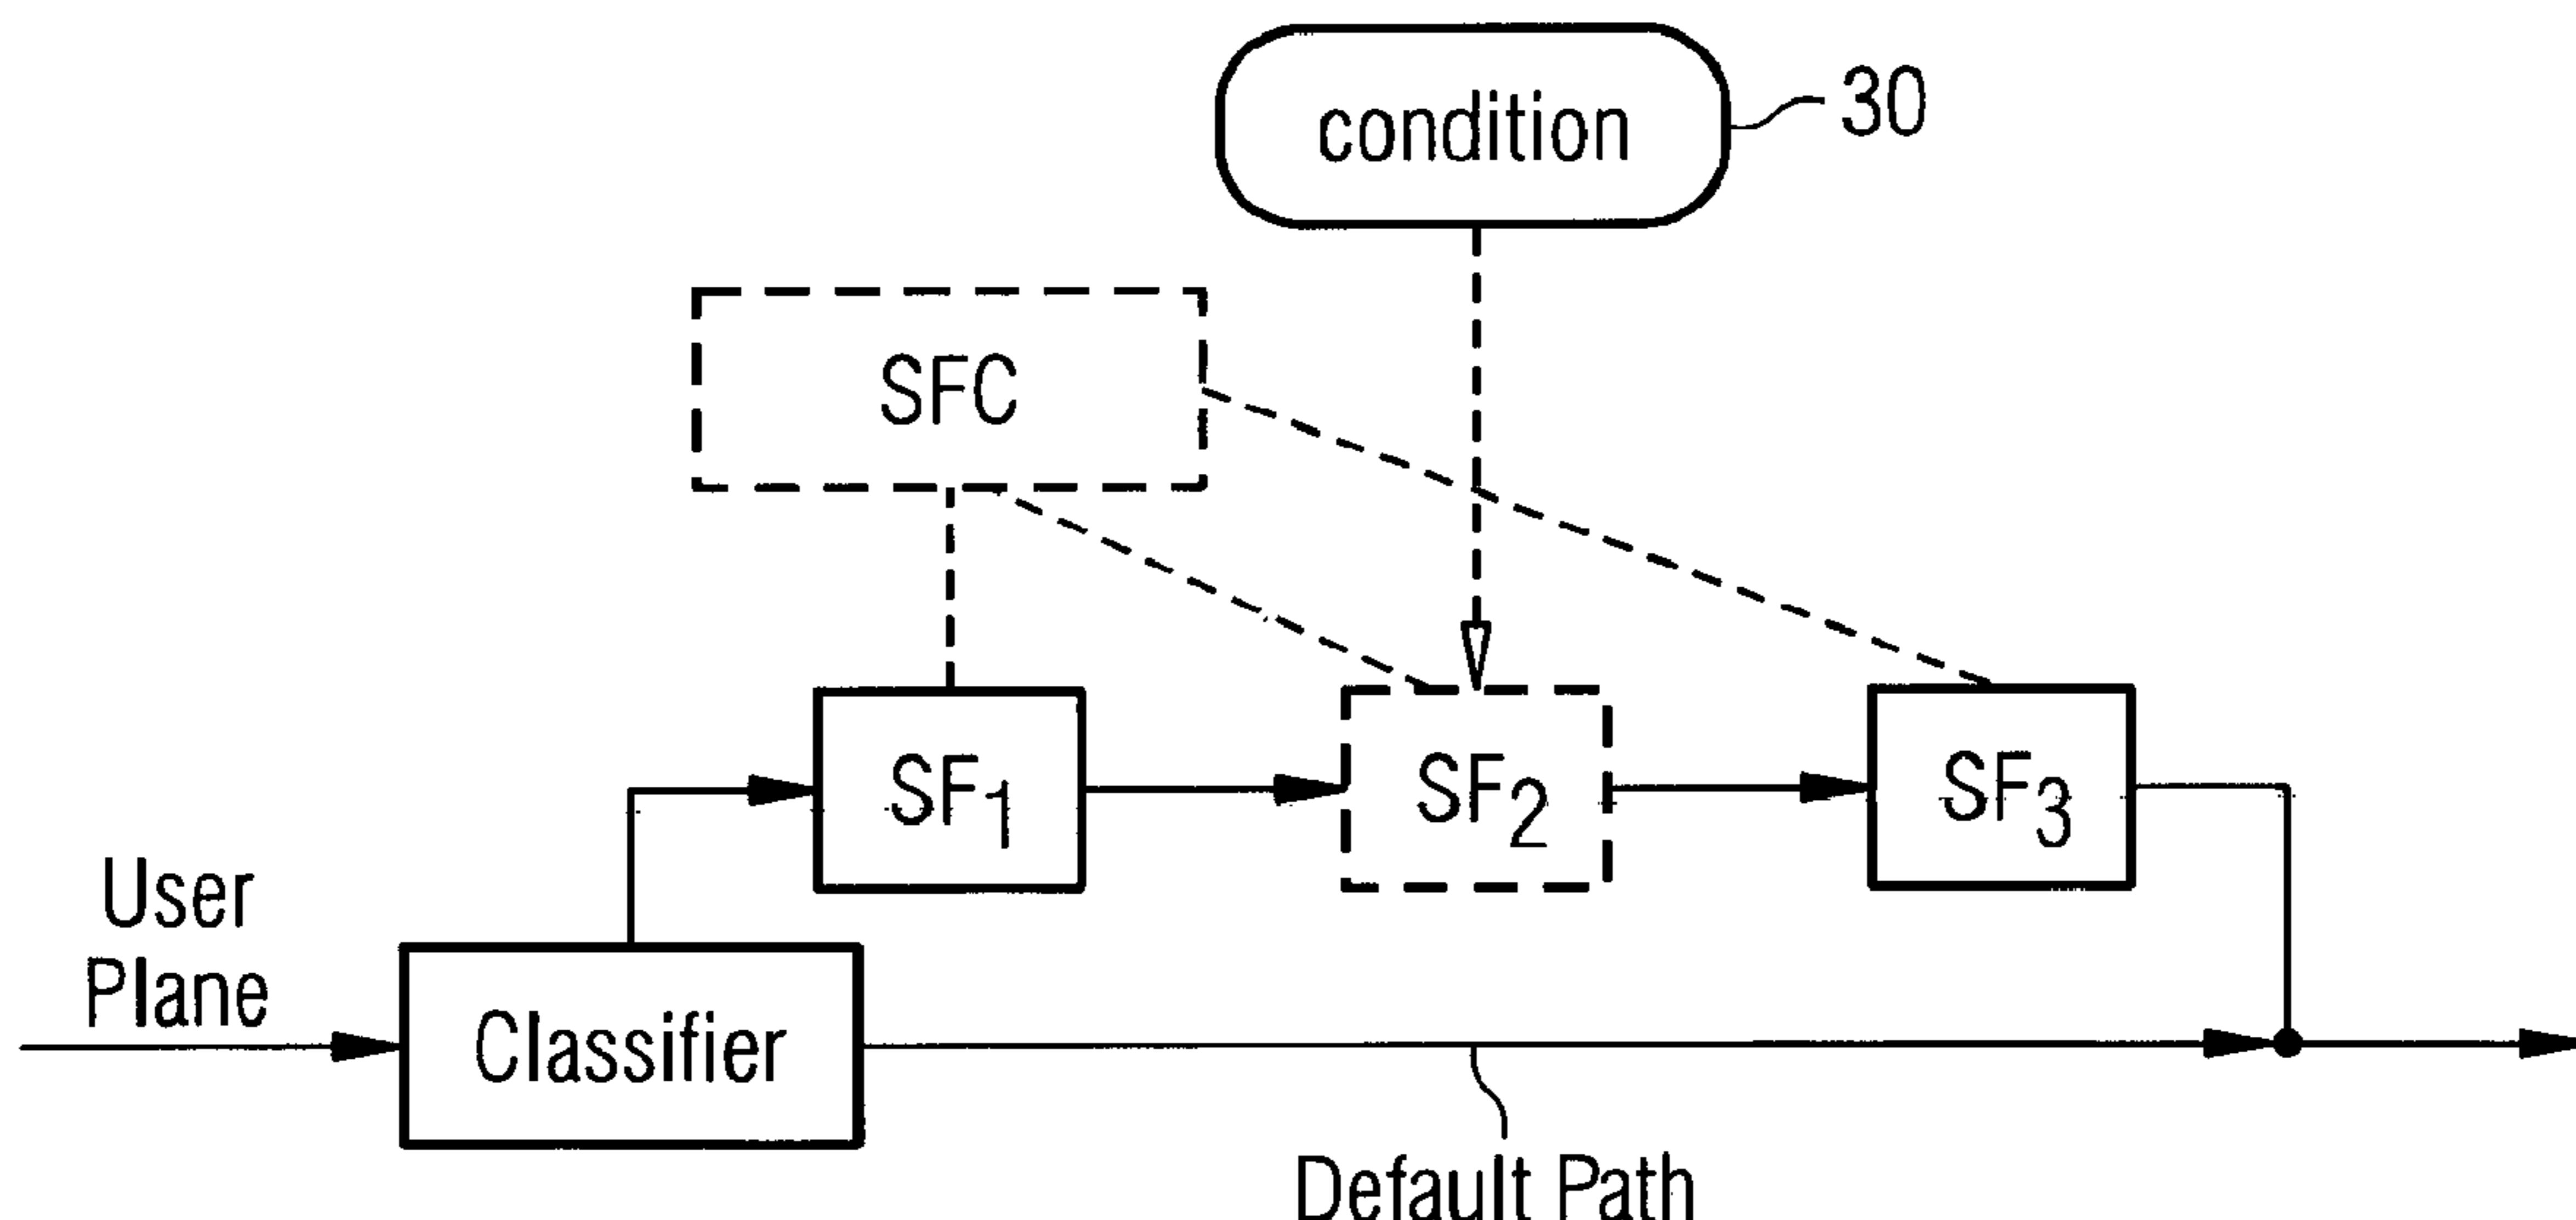 condition
30
SFC
SF1
SF2
SF3
User
Plane
Classifier
Default Path